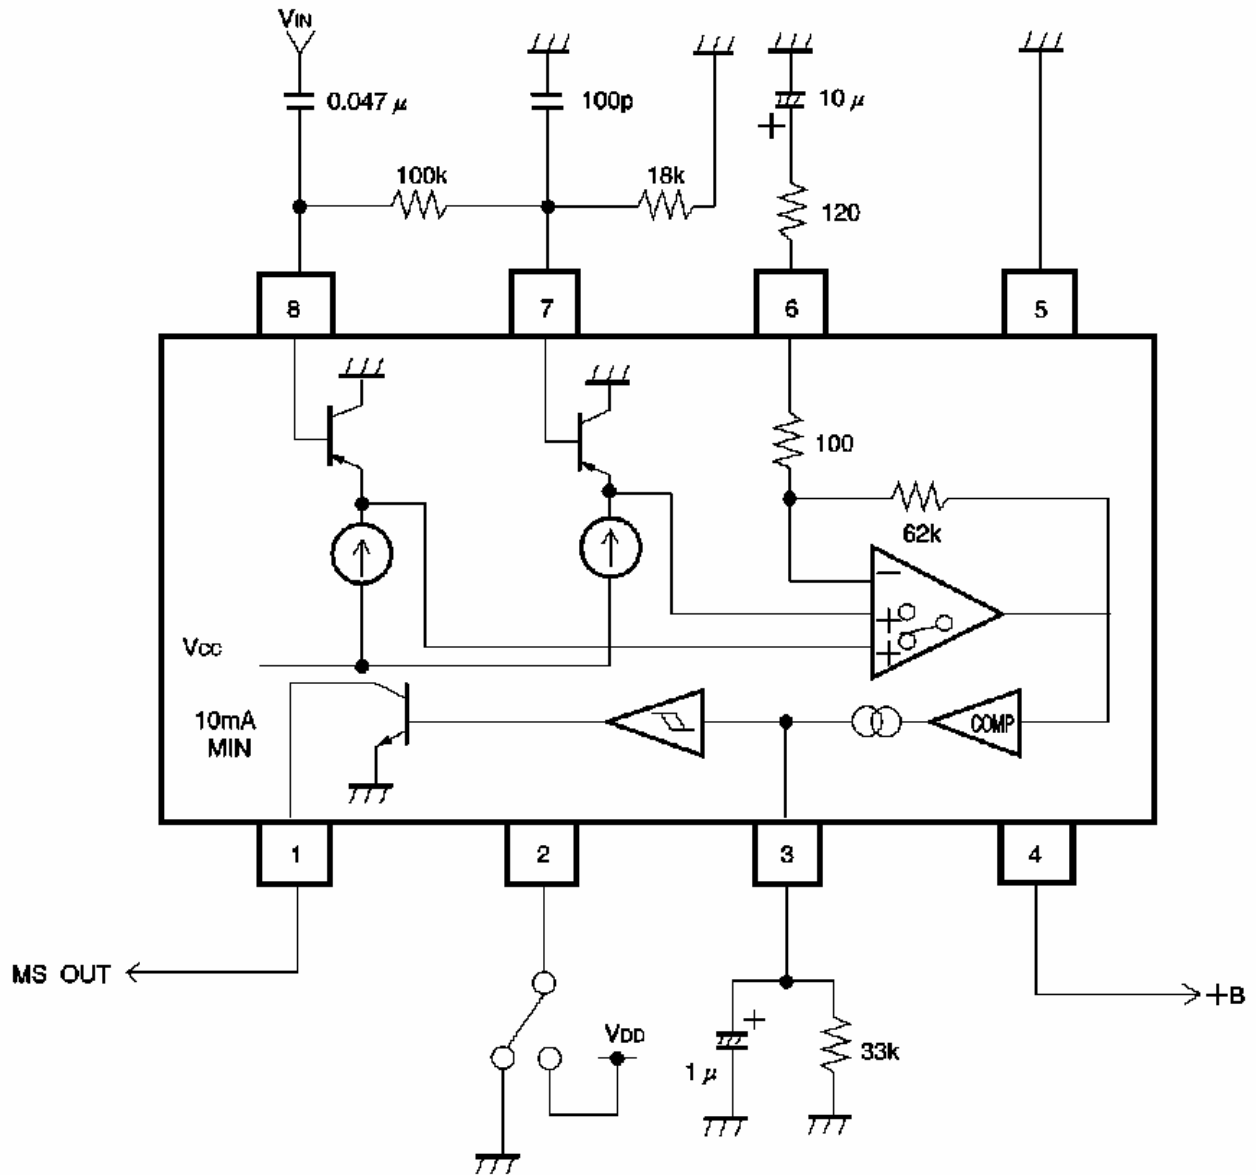 VIN
0.047 μ
100p
10 μ
+
100k
18k
120
8
7
6
5
100
62k
−
+
+
Vcc
10mA
MIN
COMP
1
2
3
4
MS OUT
+B
VDD
+
1 μ
33k